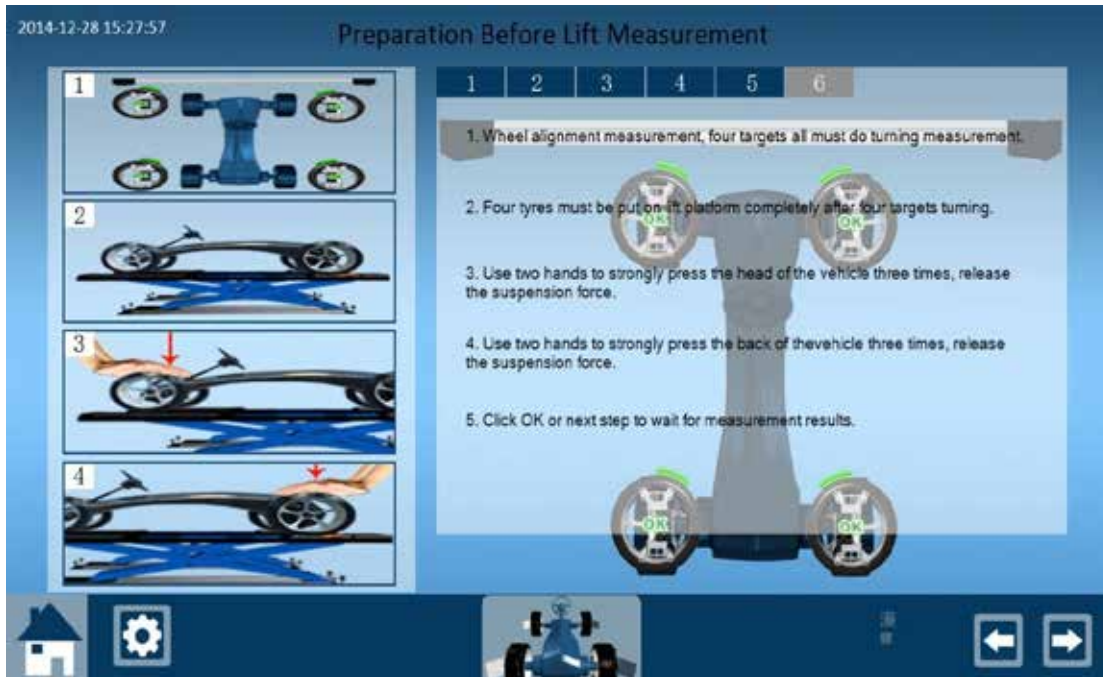 2014-12-28 15:27:57
Preparation Before Lift Measurement
1
2
3
4
1 2 3 4 5 6
1. Wheel alignment measurement, four targets all must do turning measurement.
2. Four tyres must be put on lift platform completely after four targets turning.
3. Use two hands to strongly press the head of the vehicle three times, release
the suspension force.
4. Use two hands to strongly press the back of thevehicle three times, release
the suspension force.
5. Click OK or next step to wait for measurement results.
OK OK
OK OK